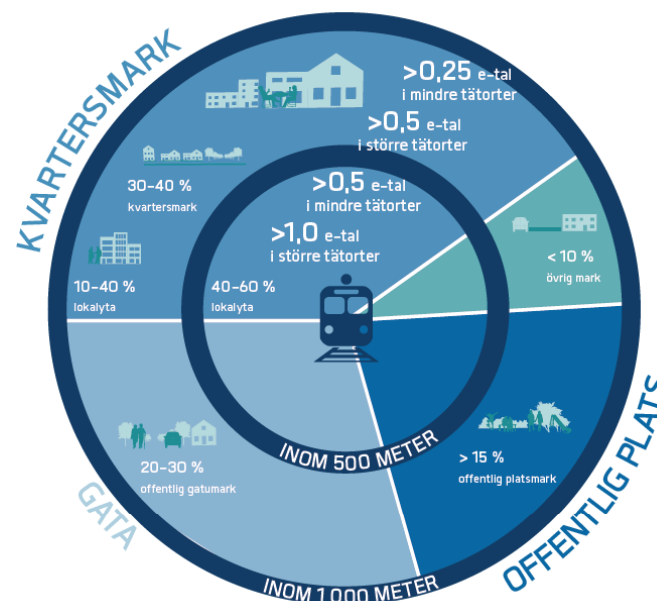 KVARTERSMARK
>0,25 e-tal
i mindre tätorter
>0,5 e-tal
i större tätorter
30-40 %
kvartersmark
>0,5 e-tal
i mindre tätorter
>1,0 e-tal
i större tätorter
10-40 %
lokalyta
40-60 %
lokalyta
< 10 %
övrig mark
20-30 %
offentlig gatumark
> 15 %
offentlig platsmark
INOM 500 METER
GATA
OFFENTLIG PLATS
INOM 1 000 METER